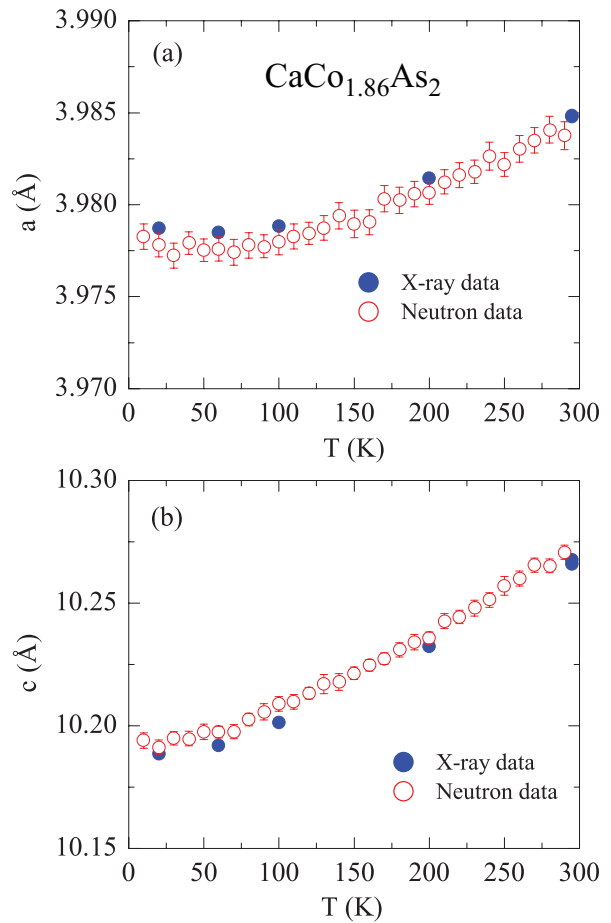 3.990
(a)
CaCo1.86As2
3.985
a (Å)
3.980
3.975
X-ray data
Neutron data
3.970
0 50 100 150 200 250 300
T (K)
10.30
(b)
10.25
c (Å)
10.20
X-ray data
Neutron data
10.15
0 50 100 150 200 250 300
T (K)